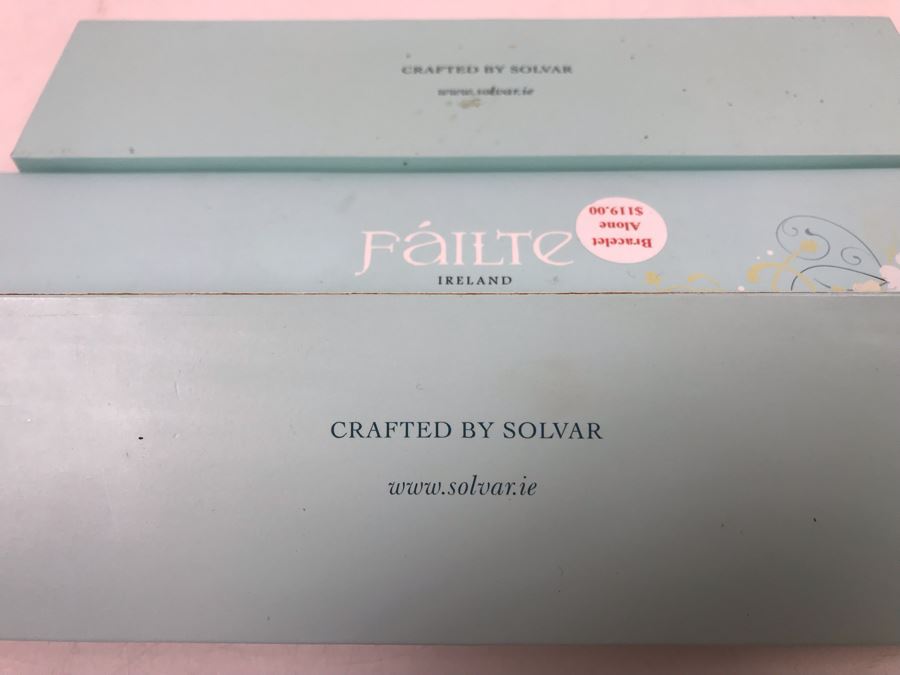 CRAFTED BY SOLVAR
www.solvar.ie
FÁILTE
IRELAND
Bracelet
Alone
$119.00
CRAFTED BY SOLVAR
www.solvar.ie